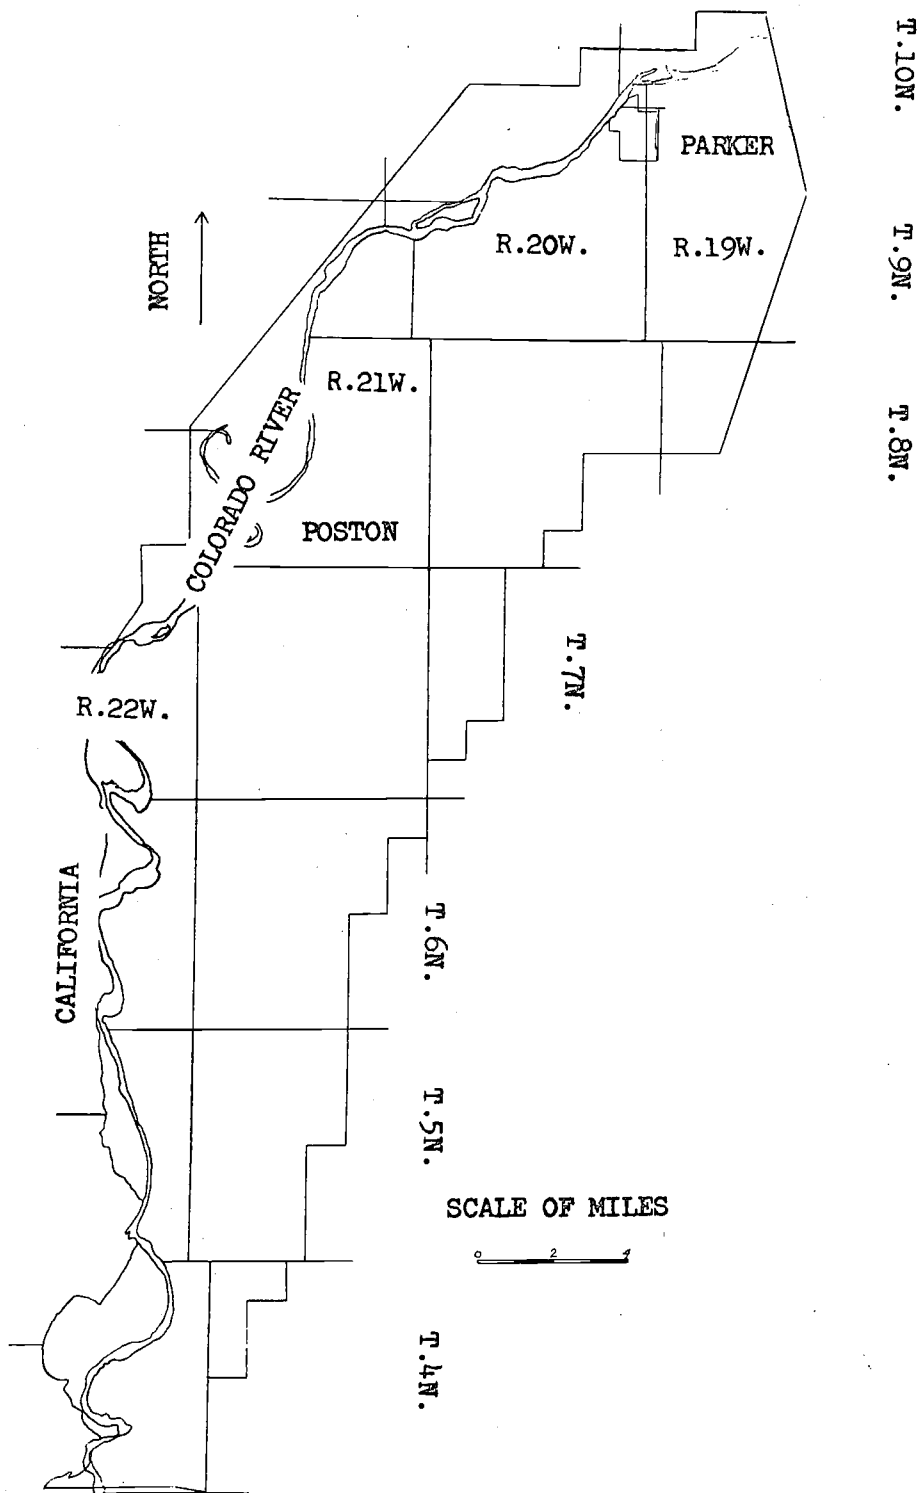 T.10N.
PARKER
R.20W.
R.19W.
T.9N.
NORTH
R.21W.
T.8N.
COLORADO RIVER
POSTON
T.7N.
R.22W.
CALIFORNIA
T.6N.
T.5N.
SCALE OF MILES
0 2 4
T.4N.